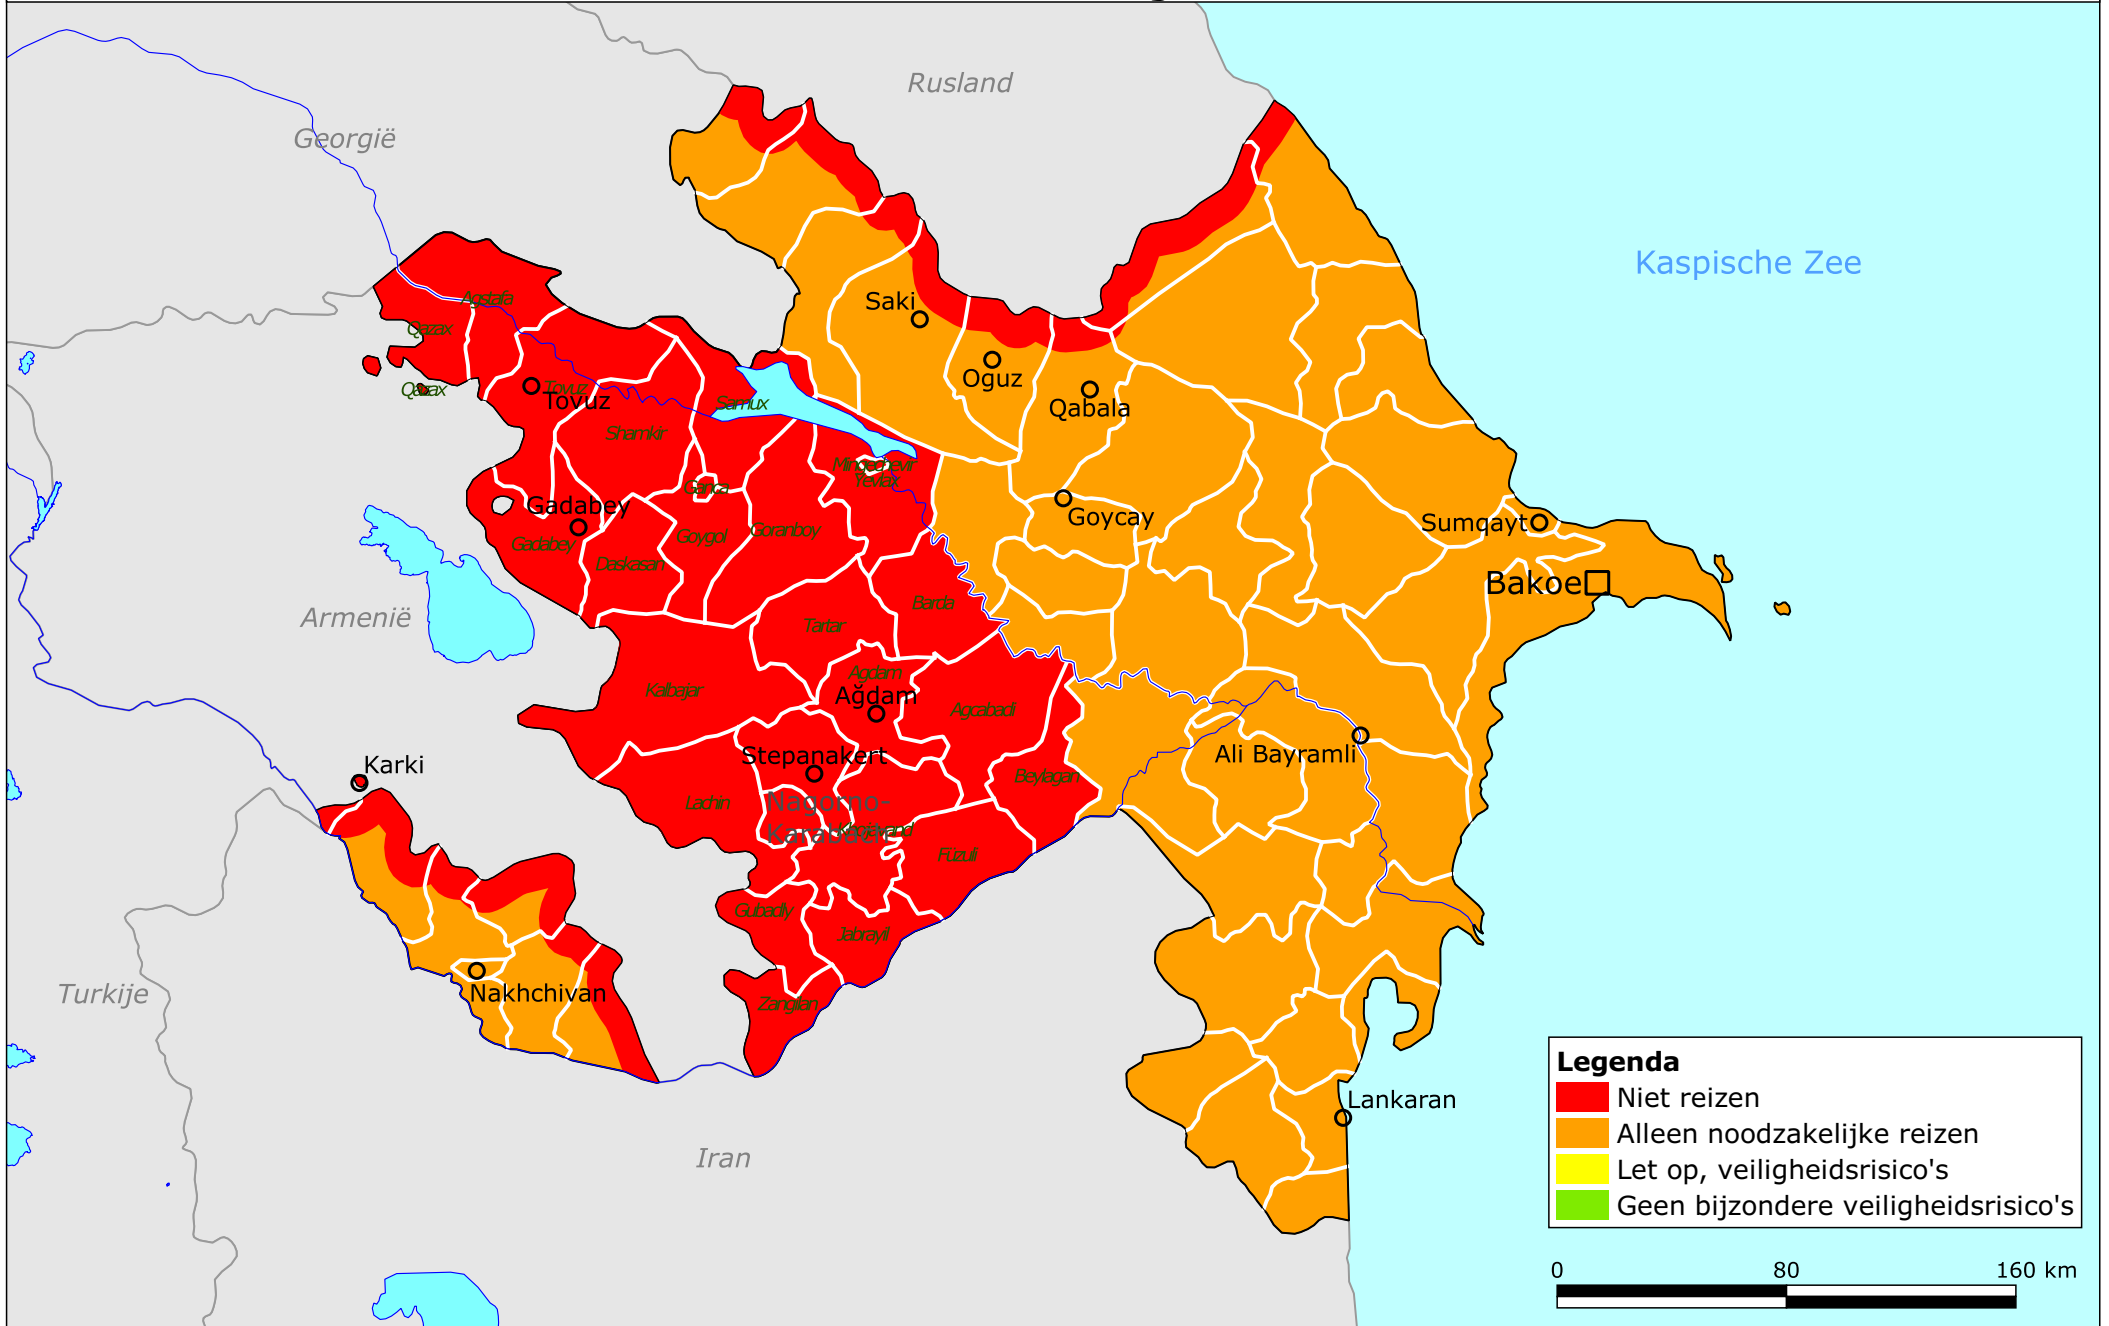 Rusland
Georgië
Kaspische Zee
Agstafa
Saki
Qazax
Oguz
Qazax
Tovuz
Tovuz
Samux
Qabala
Shamkir
Mingechevir
Yevlax
Ganca
Gadabey
Goycay
Sumqayt
Gadabey
Goygol
Goranboy
Daskasan
Bakoe
Barda
Armenië
Tartar
Agdam
Kalbajar
Ağdam
Agcabadi
Stepanakert
Ali Bayramli
Karki
Beylagan
Lachin
Nagorno-
Karabach
Khojavand
Füzuli
Gubadly
Jabrayil
Turkije
Nakhchivan
Zangilan
Lankaran
Iran
Legenda
Niet reizen
Alleen noodzakelijke reizen
Let op, veiligheidsrisico's
Geen bijzondere veiligheidsrisico's
0 80 160 km